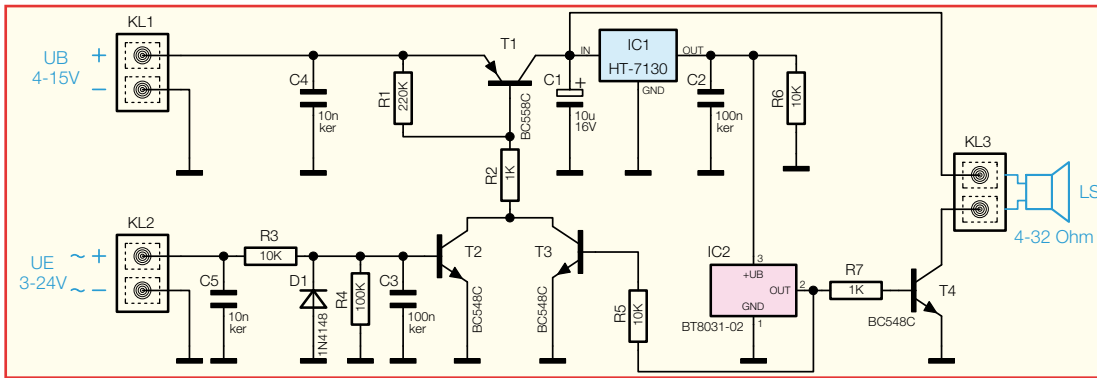 KL1
UB
4-15V
+
−
C4
10n
ker
R1
220K
T1
BC558C
R2
1K
C1
+
10u
16V
IN
IC1
HT-7130
OUT
GND
C2
100n
ker
R6
10K
KL3
LS
4-32 Ohm
KL2
UE
3-24V
~ +
~ −
C5
10n
ker
R3
10K
D1
1N4148
R4
100K
C3
100n
ker
T2
BC548C
T3
BC548C
R5
10K
IC2
3
+UB
OUT
2
GND
1
BT8031-02
R7
1K
T4
BC548C